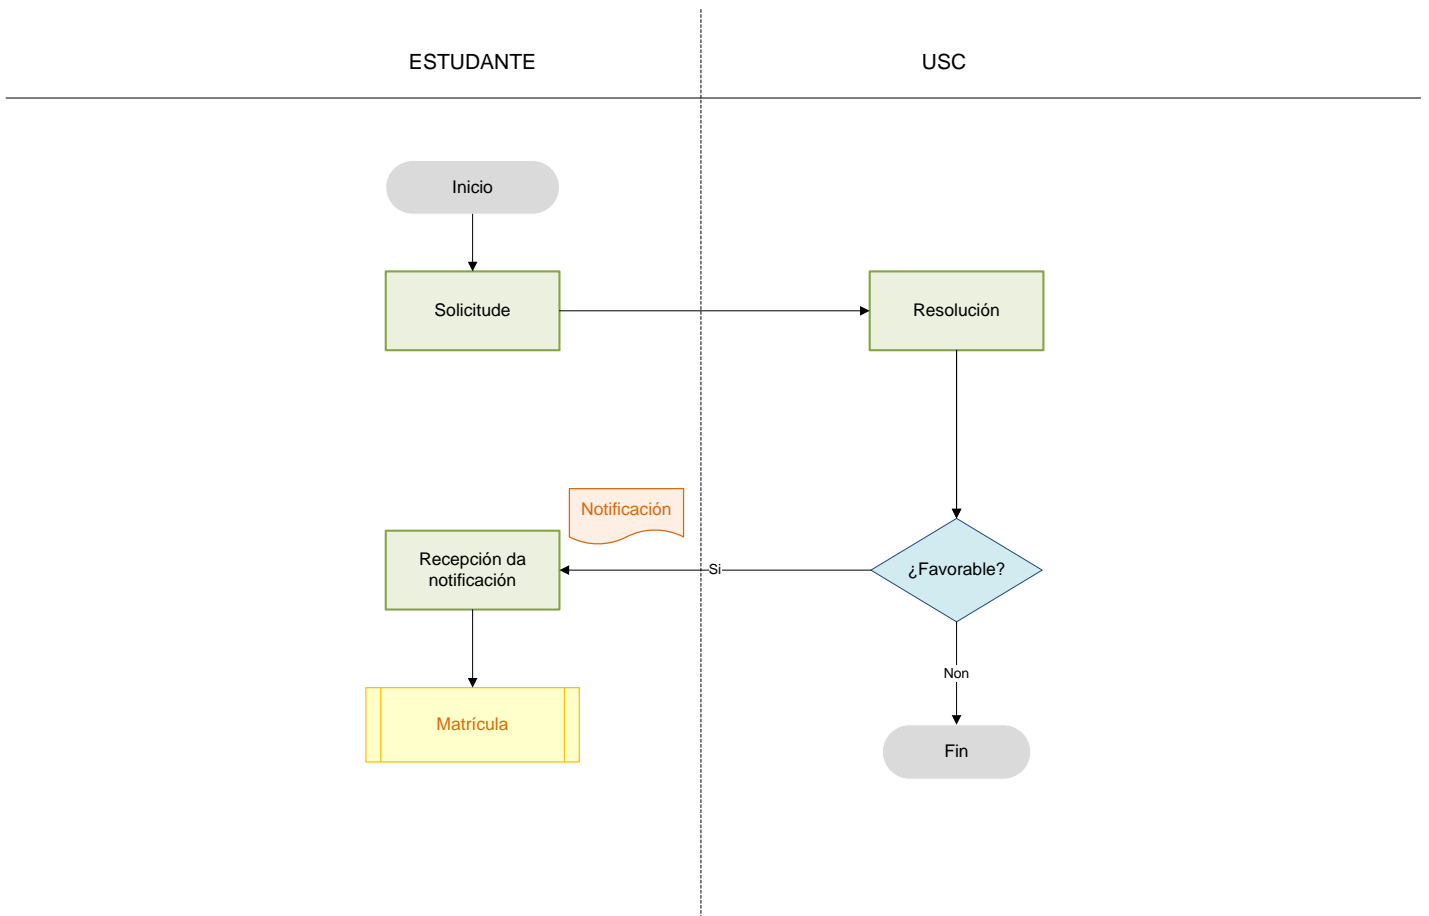 ESTUDANTE
USC
Inicio
Solicitude
Resolución
Notificación
Recepción da
notificación
Si
¿Favorable?
Non
Matrícula
Fin